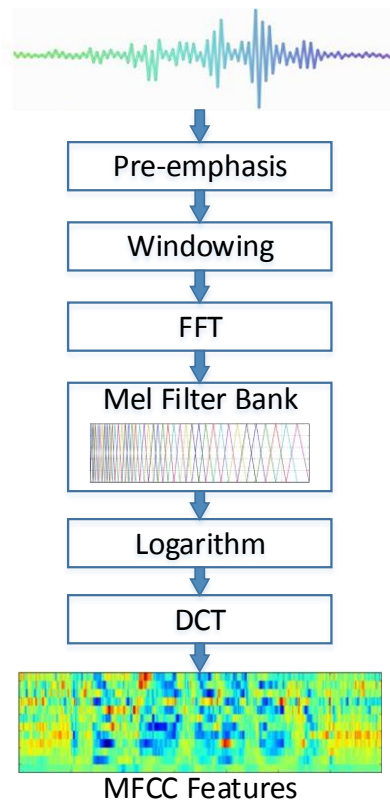 Pre-emphasis
Windowing
FFT
Mel Filter Bank
Logarithm
DCT
MFCC Features